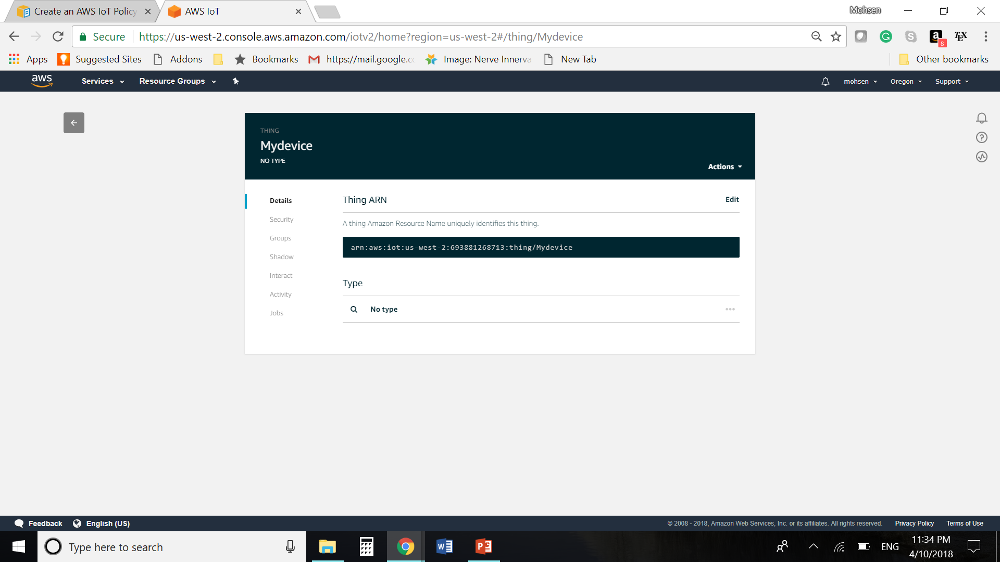 Create an AWS IoT Policy
AWS IoT
Mohsen
Secure
https://us-west-2.console.aws.amazon.com/iotv2/home?region=us-west-2#/thing/Mydevice
8
Apps
Suggested Sites
Addons
Bookmarks
https://mail.google.co
Image: Nerve Innerva
New Tab
Other bookmarks
aws
Services
Resource Groups
mohsen
Oregon
Support
THING
Mydevice
NO TYPE
Actions
Details
Security
Groups
Shadow
Interact
Activity
Jobs
Thing ARN
Edit
A thing Amazon Resource Name uniquely identifies this thing.
arn:aws:iot:us-west-2:693881268713:thing/Mydevice
Type
No type
Feedback
English (US)
© 2008 - 2018, Amazon Web Services, Inc. or its affiliates. All rights reserved.
Privacy Policy
Terms of Use
Type here to search
ENG
11:34 PM
4/10/2018